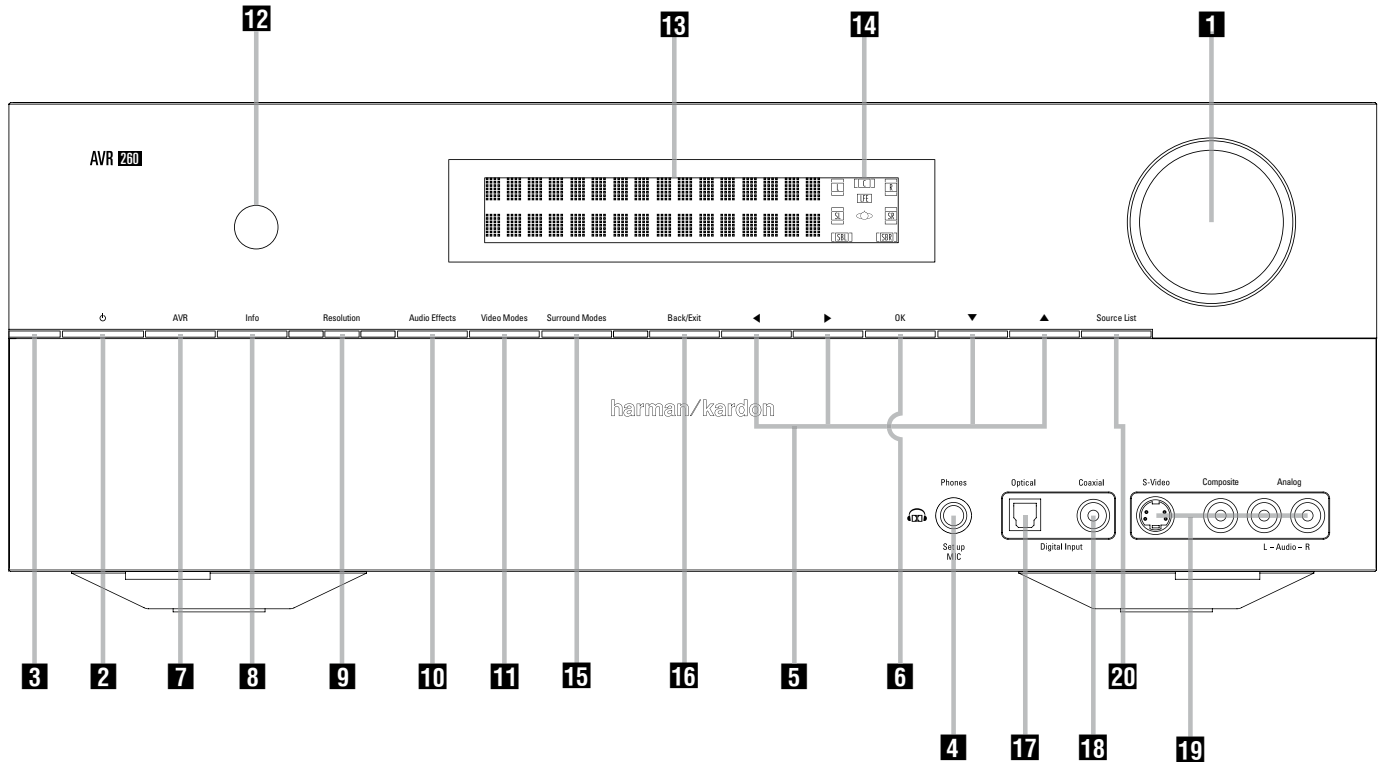 12 13 14 1
AVR 260
L C R
LFE
SL SR
SBL SBR
AVR Info Resolution Audio Effects Video Modes Surround Modes Back/Exit OK Source List
harman/kardon
Phones Optical Coaxial S-Video Composite Analog
Setup MIC Digital Input L – Audio – R
3 2 7 8 9 10 11 15 16 5 6 20
4 17 18 19